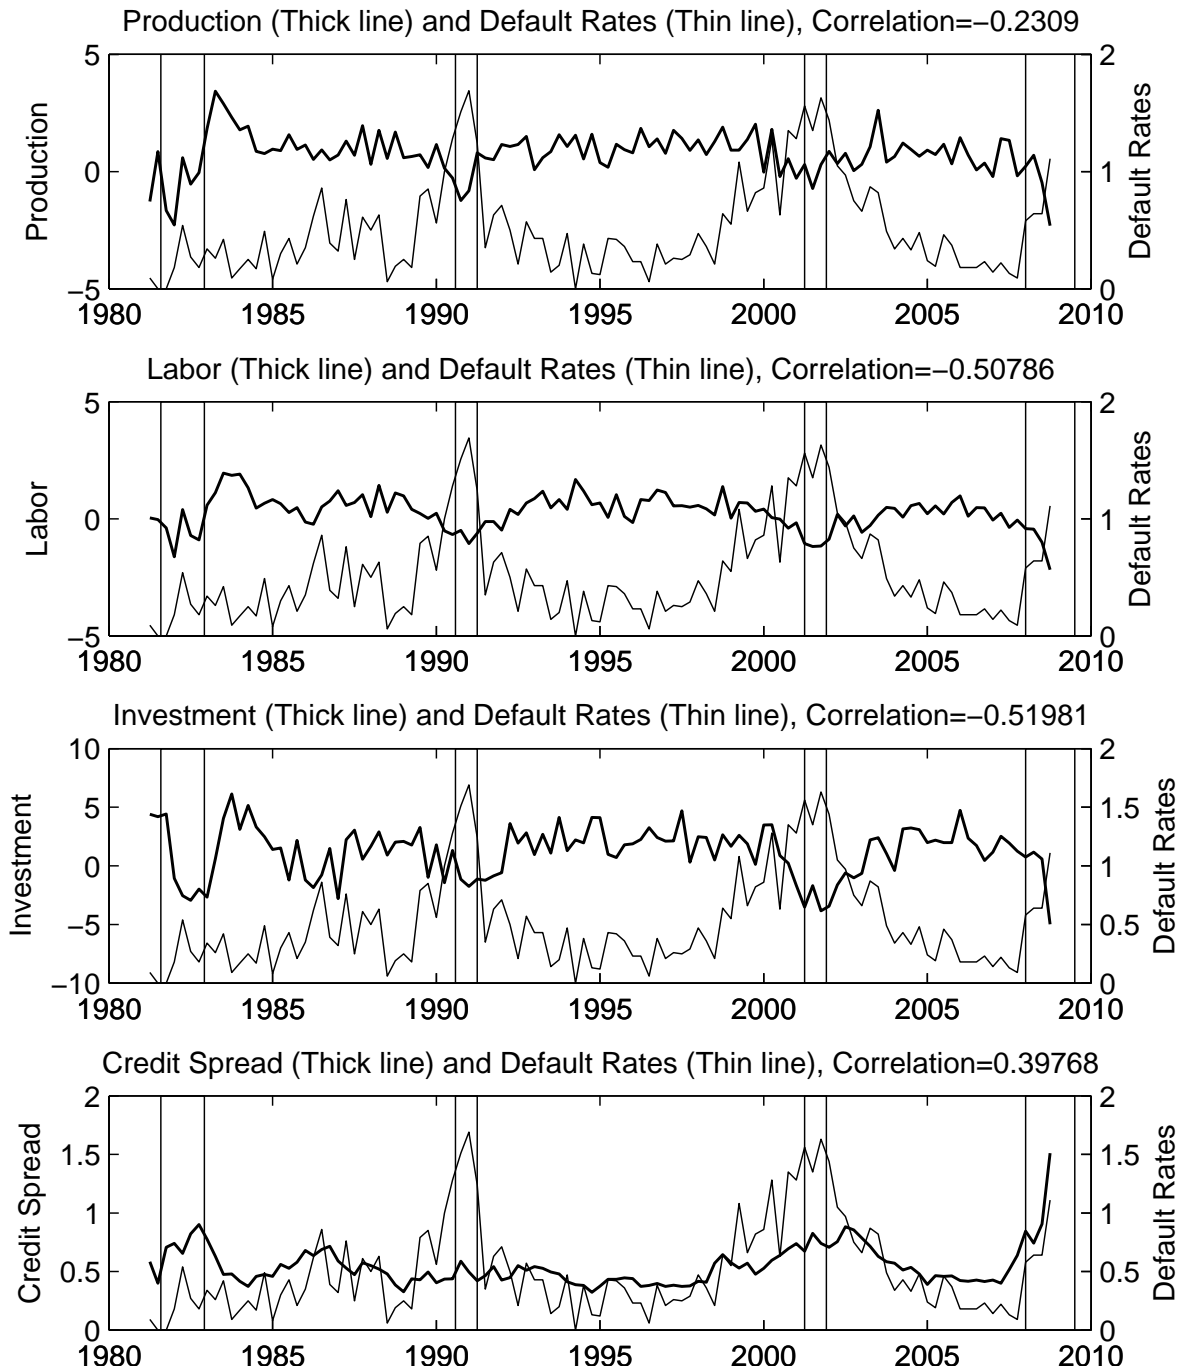 Production (Thick line) and Default Rates (Thin line), Correlation=−0.2309
5
0
−5
Production
2
1
0
Default Rates
1980 1985 1990 1995 2000 2005 2010
Labor (Thick line) and Default Rates (Thin line), Correlation=−0.50786
5
0
−5
Labor
2
1
0
Default Rates
1980 1985 1990 1995 2000 2005 2010
Investment (Thick line) and Default Rates (Thin line), Correlation=−0.51981
10
5
0
−5
−10
Investment
2
1.5
1
0.5
0
Default Rates
1980 1985 1990 1995 2000 2005 2010
Credit Spread (Thick line) and Default Rates (Thin line), Correlation=0.39768
2
1.5
1
0.5
0
Credit Spread
2
1.5
1
0.5
0
Default Rates
1980 1985 1990 1995 2000 2005 2010